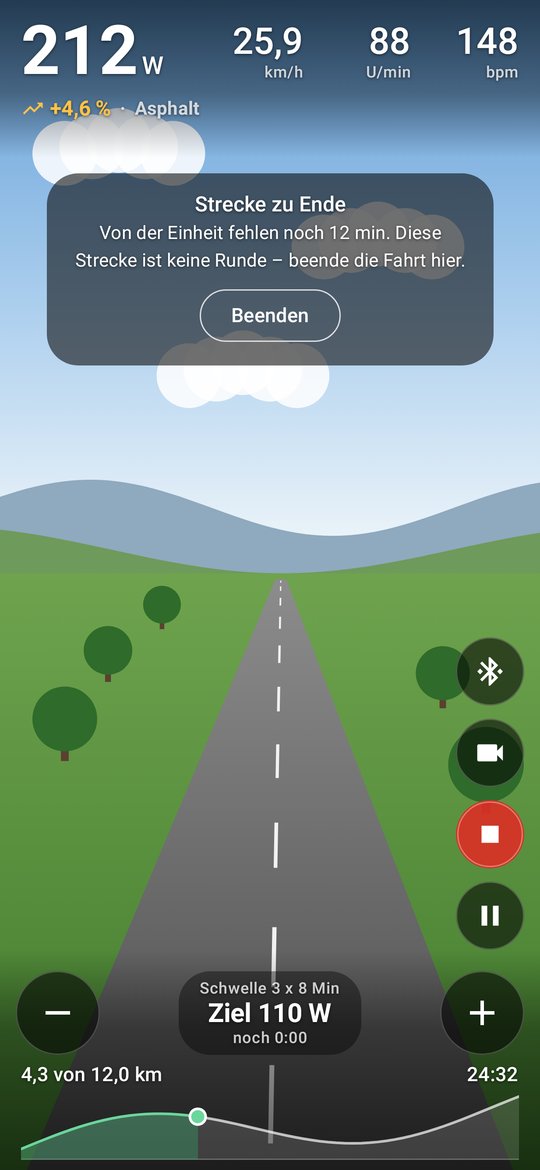 212 W
25,9
km/h
88
U/min
148
bpm
+4,6 % · Asphalt
Strecke zu Ende
Von der Einheit fehlen noch 12 min. Diese
Strecke ist keine Runde – beende die Fahrt hier.
Beenden
Schwelle 3 x 8 Min
Ziel 110 W
noch 0:00
4,3 von 12,0 km
24:32